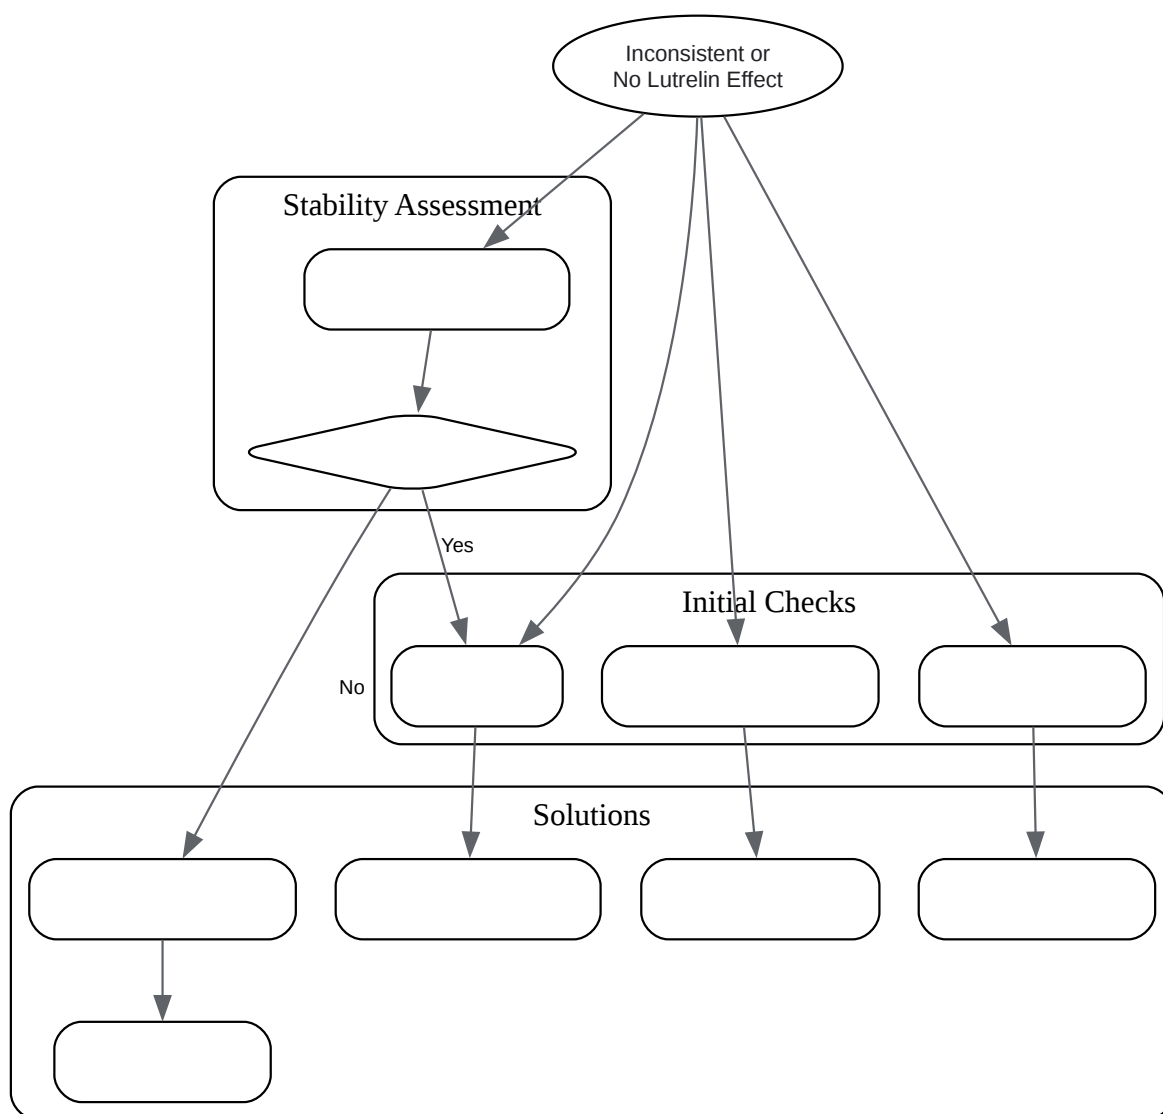 Inconsistent or
No Lutrelin Effect
Stability Assessment
Yes
Initial Checks
No
Solutions